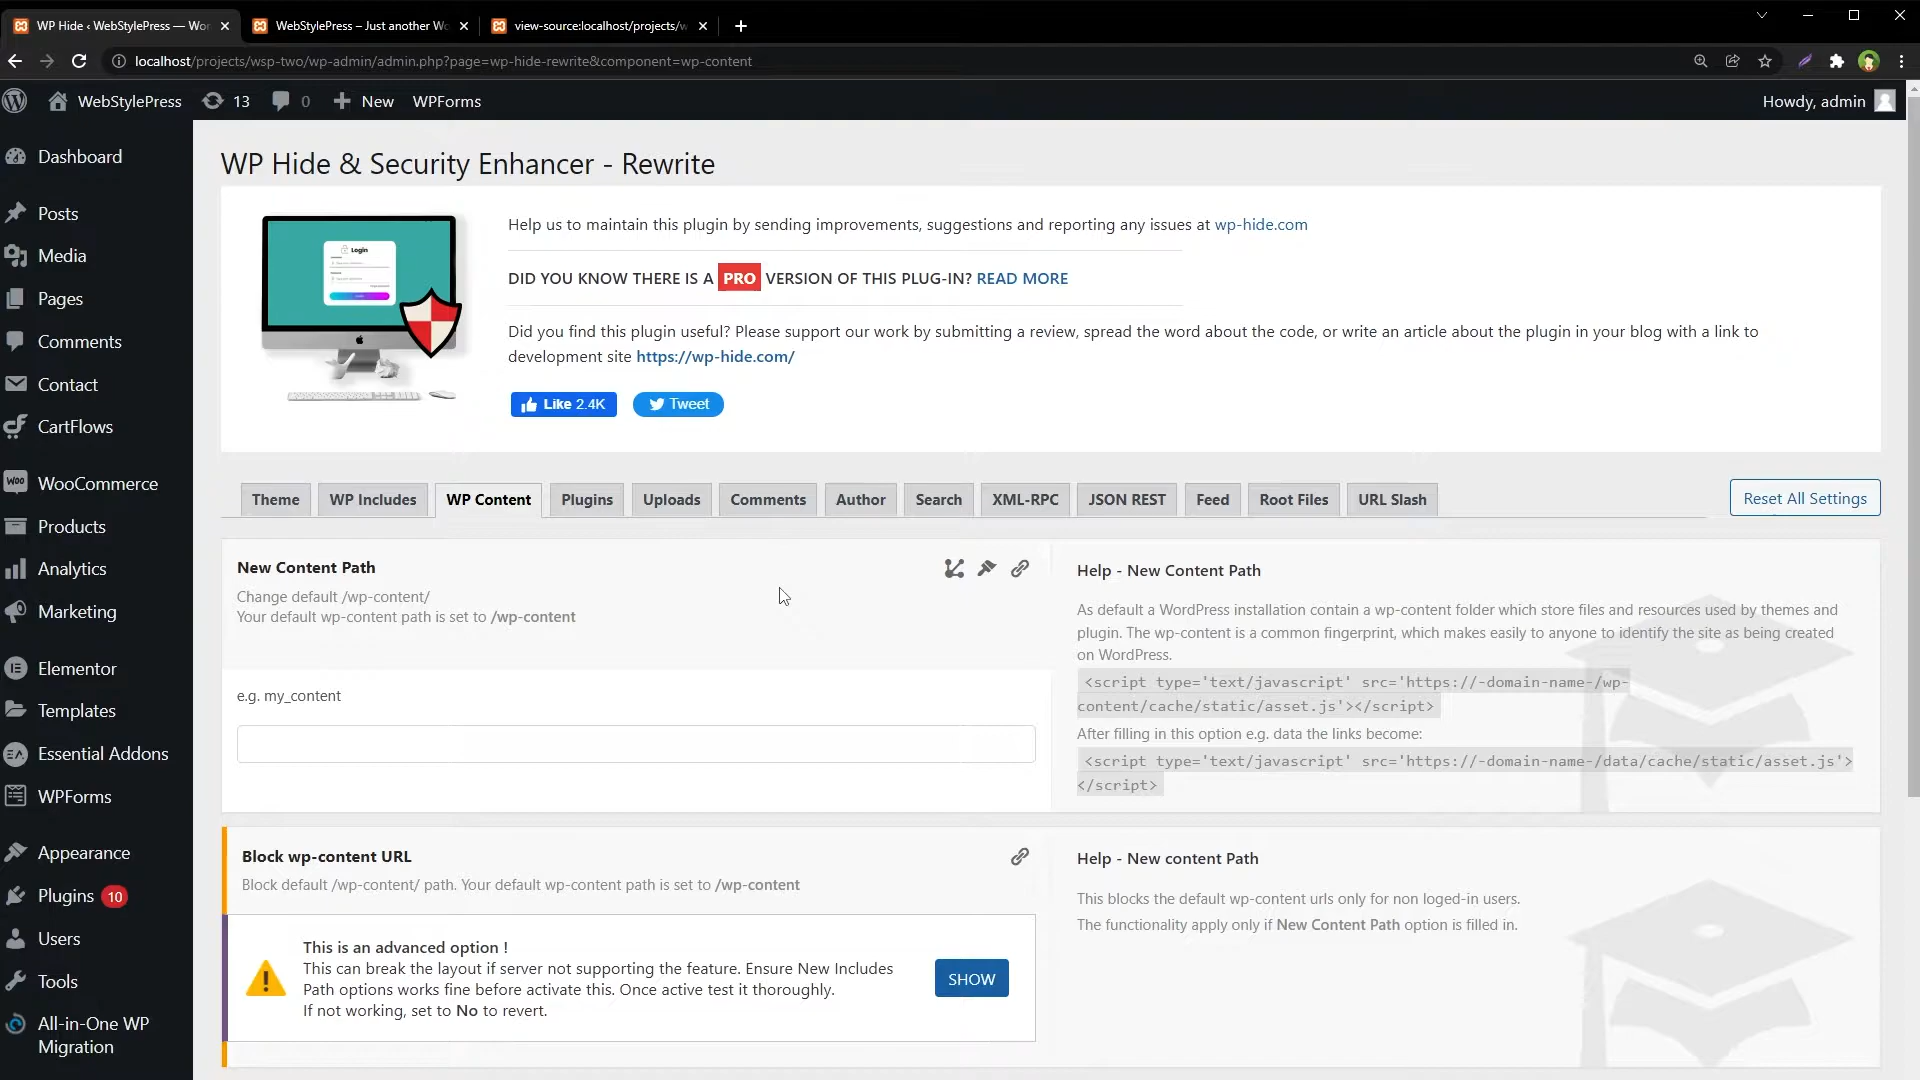 WP Hide ‹ WebStylePress — Wor
WebStylePress – Just another Wo
view-source:localhost/projects/w
localhost/projects/wsp-two/wp-admin/admin.php?page=wp-hide-rewrite&component=wp-content
WebStylePress
13
0
New
WPForms
Howdy, admin
Dashboard
Posts
Media
Pages
Comments
Contact
CartFlows
WooCommerce
Products
Analytics
Marketing
Elementor
Templates
Essential Addons
WPForms
Appearance
Plugins 10
Users
Tools
All-in-One WP
Migration
WP Hide & Security Enhancer - Rewrite
Login
Help us to maintain this plugin by sending improvements, suggestions and reporting any issues at wp-hide.com
DID YOU KNOW THERE IS A PRO VERSION OF THIS PLUG-IN? READ MORE
Did you find this plugin useful? Please support our work by submitting a review, spread the word about the code, or write an article about the plugin in your blog with a link to
development site https://wp-hide.com/
Like 2.4K
Tweet
Theme
WP Includes
WP Content
Plugins
Uploads
Comments
Author
Search
XML-RPC
JSON REST
Feed
Root Files
URL Slash
Reset All Settings
New Content Path
Change default /wp-content/
Your default wp-content path is set to /wp-content
e.g. my_content
Help - New Content Path
As default a WordPress installation contain a wp-content folder which store files and resources used by themes and
plugin. The wp-content is a common fingerprint, which makes easily to anyone to identify the site as being created
on WordPress.
<script type='text/javascript' src='https://-domain-name-/wp-
content/cache/static/asset.js'></script>
After filling in this option e.g. data the links become:
<script type='text/javascript' src='https://-domain-name-/data/cache/static/asset.js'>
</script>
Block wp-content URL
Block default /wp-content/ path. Your default wp-content path is set to /wp-content
This is an advanced option !
This can break the layout if server not supporting the feature. Ensure New Includes
Path options works fine before activate this. Once active test it thoroughly.
If not working, set to No to revert.
SHOW
Help - New content Path
This blocks the default wp-content urls only for non loged-in users.
The functionality apply only if New Content Path option is filled in.